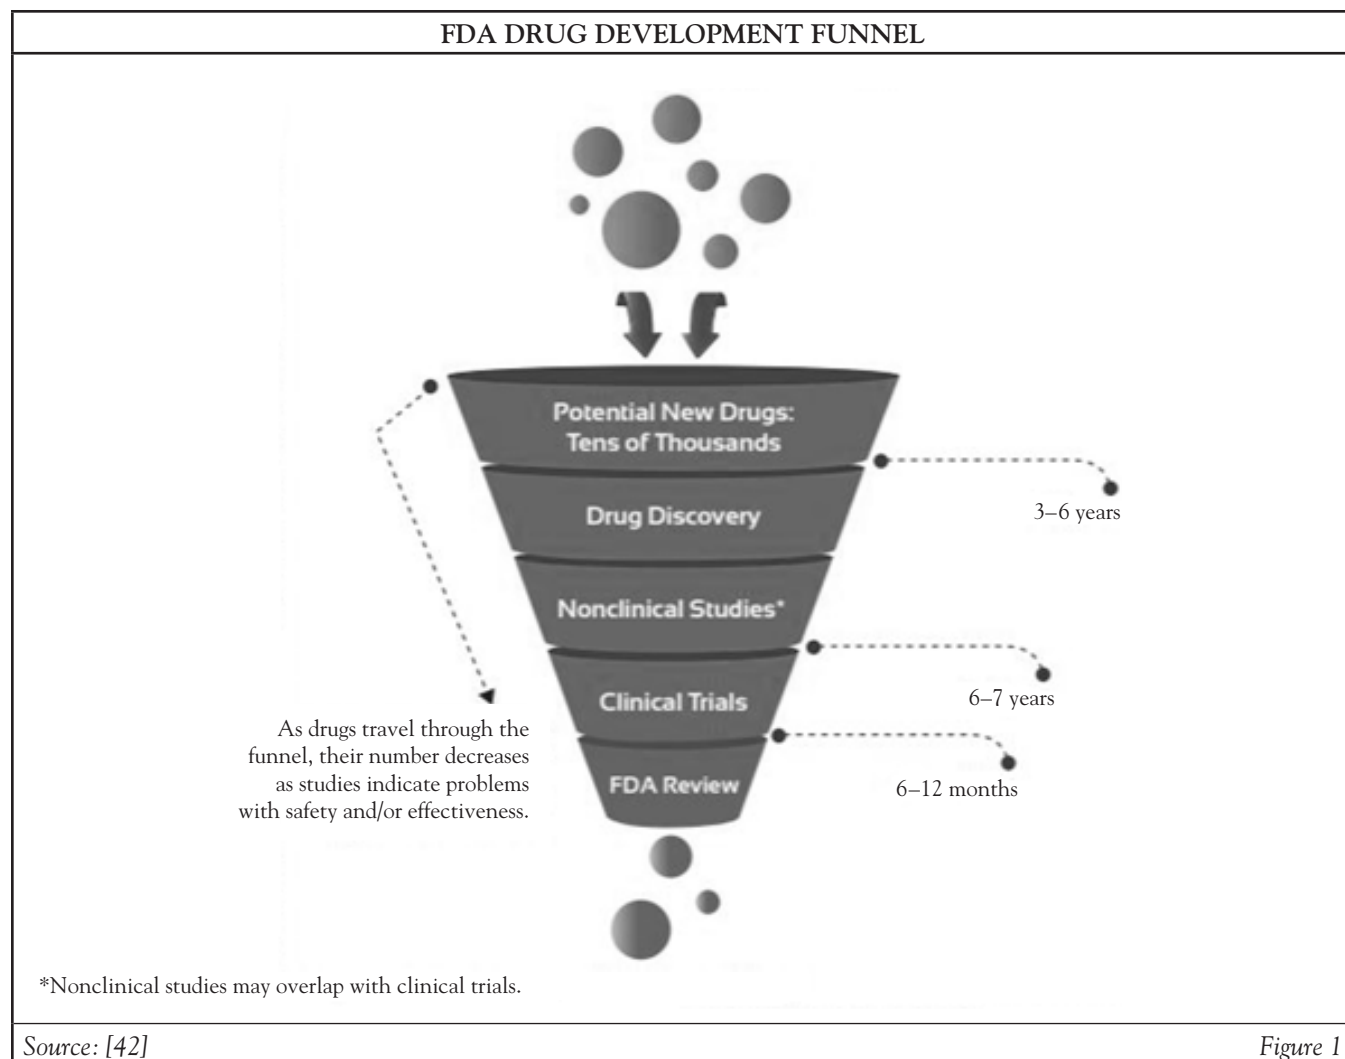 FDA DRUG DEVELOPMENT FUNNEL
Potential New Drugs:
Tens of Thousands
3–6 years
Drug Discovery
Nonclinical Studies*
6–7 years
Clinical Trials
As drugs travel through the
funnel, their number decreases
as studies indicate problems
with safety and/or effectiveness.
FDA Review
6–12 months
*Nonclinical studies may overlap with clinical trials.
Source: [42]
Figure 1